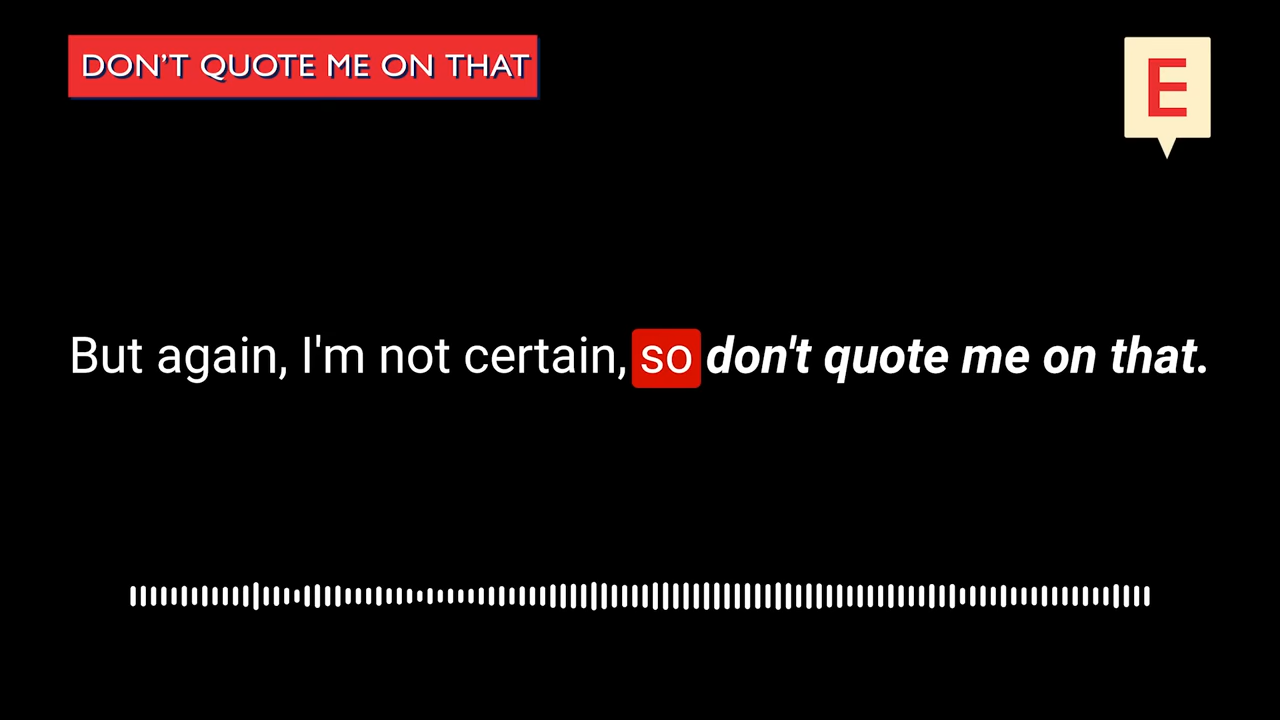 DON’T QUOTE ME ON THAT
E
But again, I'm not certain, so don't quote me on that.